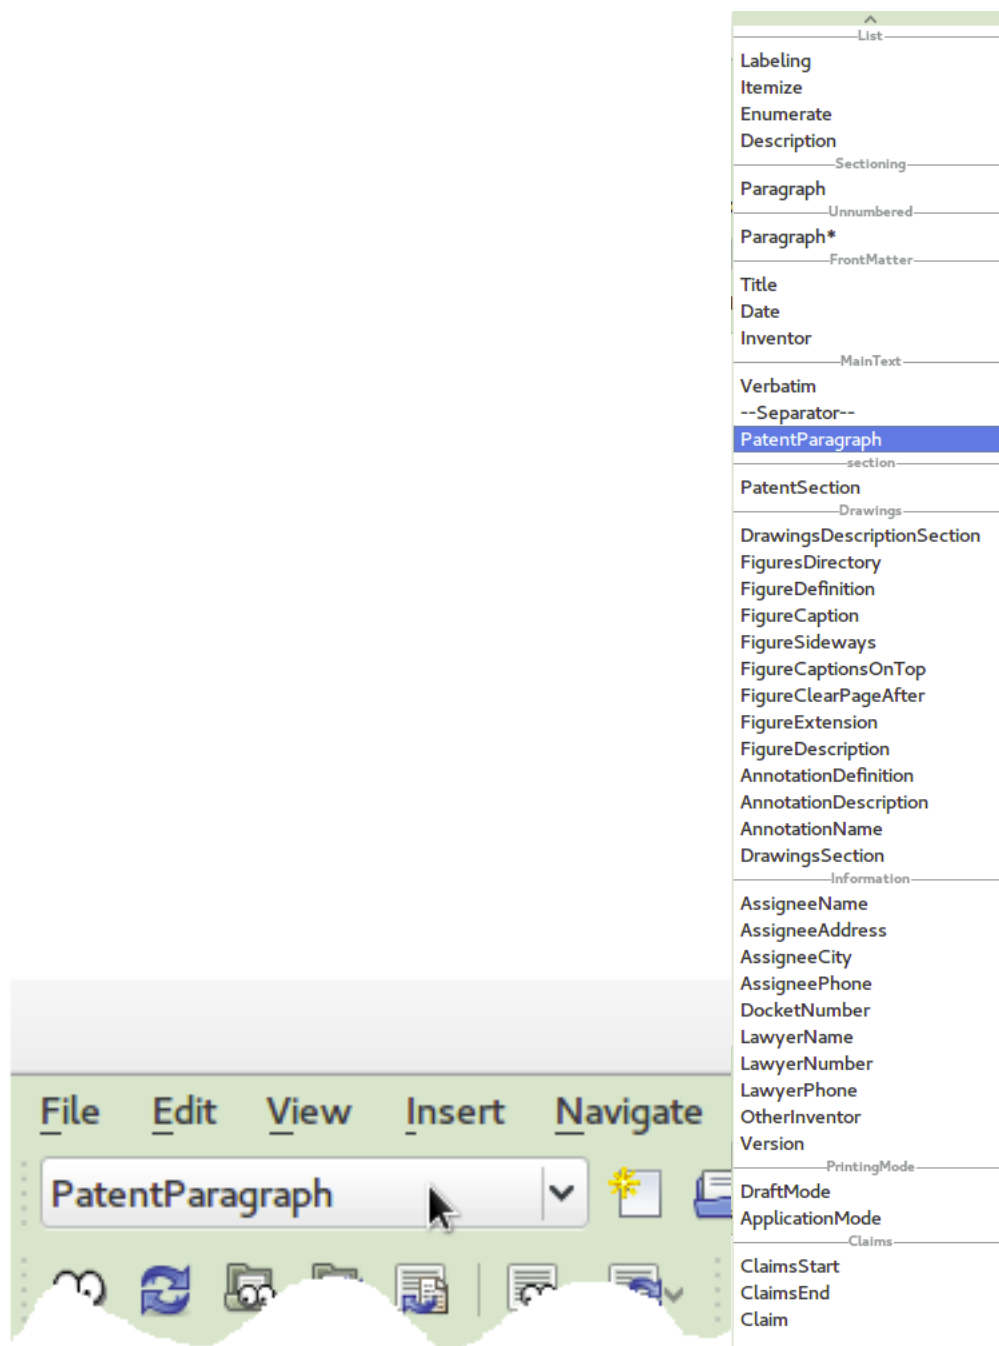 List
Labeling
Itemize
Enumerate
Description
Sectioning
Paragraph
Unnumbered
Paragraph*
FrontMatter
Title
Date
Inventor
MainText
Verbatim
--Separator--
PatentParagraph
section
PatentSection
Drawings
DrawingsDescriptionSection
FiguresDirectory
FigureDefinition
FigureCaption
FigureSideways
FigureCaptionsOnTop
FigureClearPageAfter
FigureExtension
FigureDescription
AnnotationDefinition
AnnotationDescription
AnnotationName
DrawingsSection
Information
AssigneeName
AssigneeAddress
AssigneeCity
AssigneePhone
DocketNumber
LawyerName
LawyerNumber
LawyerPhone
OtherInventor
Version
PrintingMode
DraftMode
ApplicationMode
Claims
ClaimsStart
ClaimsEnd
Claim
File Edit View Insert Navigate
PatentParagraph